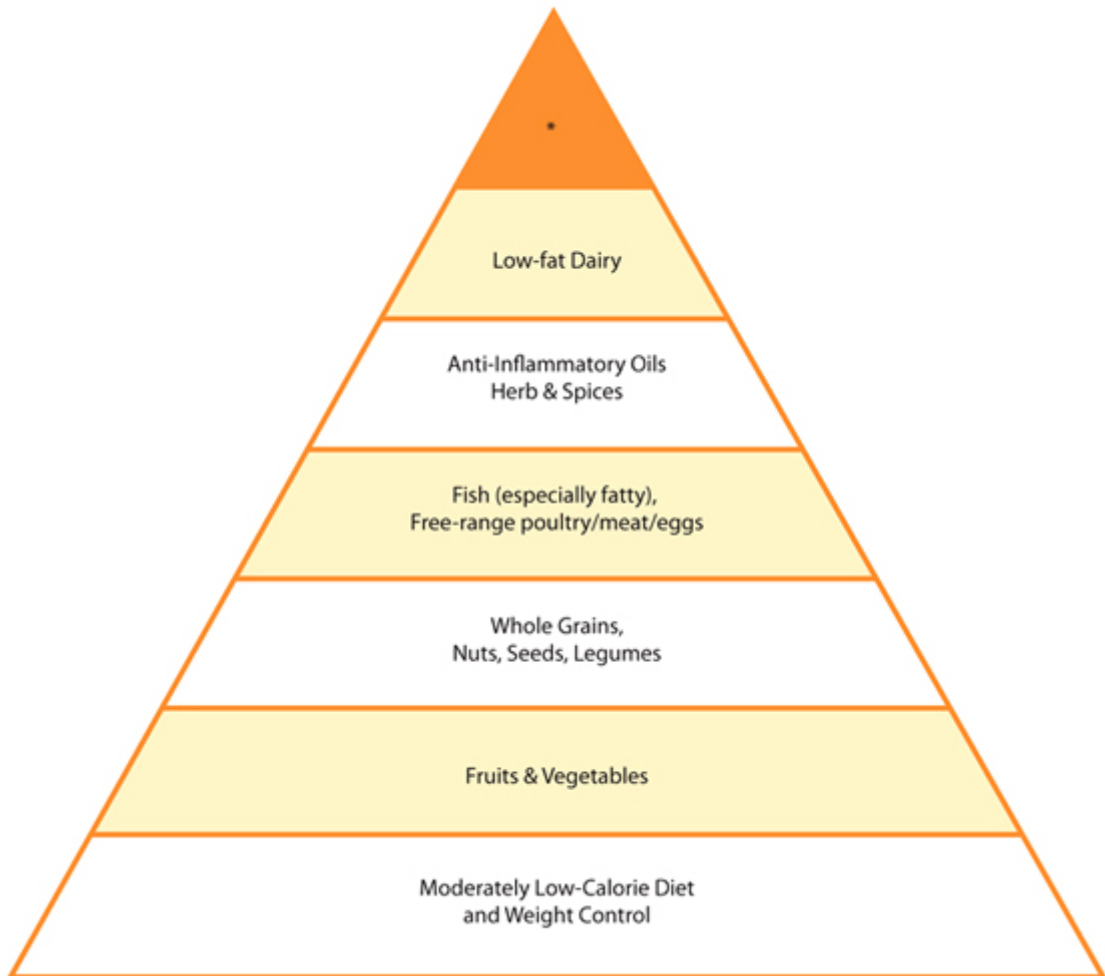 *
Low-fat Dairy
Anti-Inflammatory Oils
Herb & Spices
Fish (especially fatty),
Free-range poultry/meat/eggs
Whole Grains,
Nuts, Seeds, Legumes
Fruits & Vegetables
Moderately Low-Calorie Diet
and Weight Control